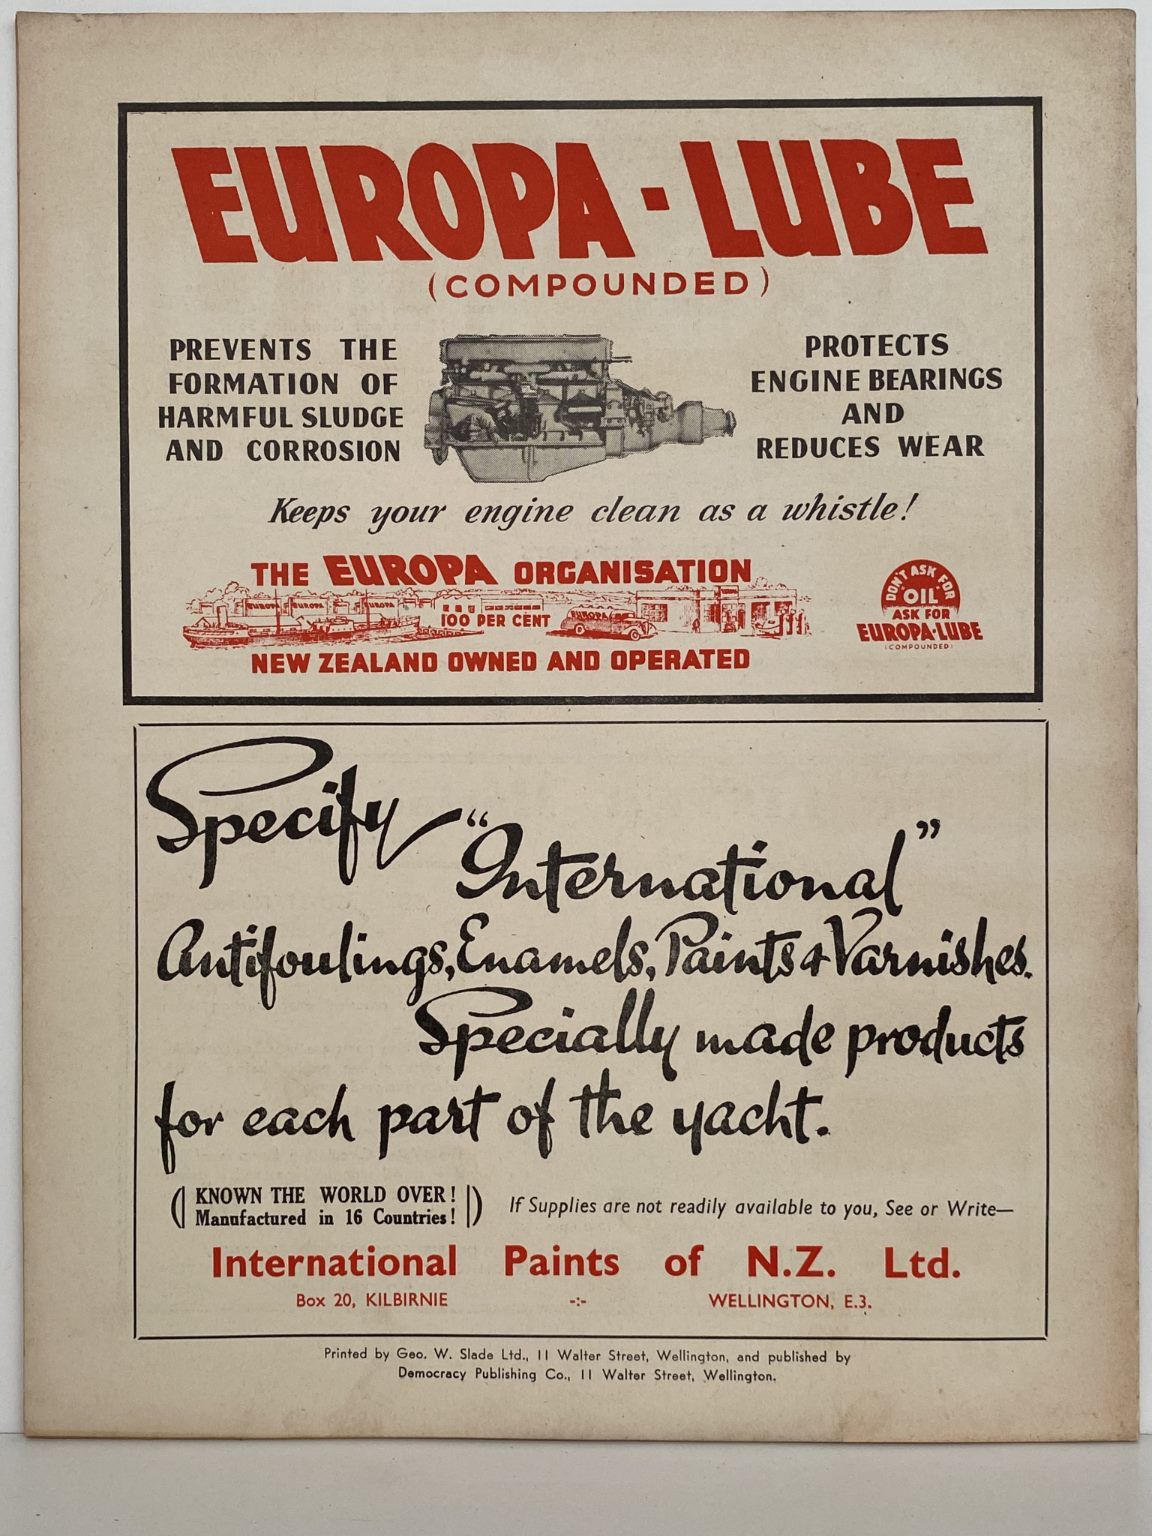 EUROPA-LUBE
(COMPOUNDED)
PREVENTS THE
FORMATION OF
HARMFUL SLUDGE
AND CORROSION
PROTECTS
ENGINE BEARINGS
AND
REDUCES WEAR
Keeps your engine clean as a whistle!
THE EUROPA ORGANISATION
EUROPA EUROPA EUROPA
100 PER CENT
EUROPA
NEW ZEALAND OWNED AND OPERATED
DON'T ASK FOR
"OIL"
ASK FOR
EUROPA-LUBE
(COMPOUNDED)
Specify "International"
Antifoulings, Enamels, Paints & Varnishes.
Specially made products
for each part of the yacht.
(KNOWN THE WORLD OVER!
Manufactured in 16 Countries!)
If Supplies are not readily available to you, See or Write—
International Paints of N.Z. Ltd.
Box 20, KILBIRNIE -:- WELLINGTON, E.3.
Printed by Geo. W. Slade Ltd., 11 Walter Street, Wellington, and published by
Democracy Publishing Co., 11 Walter Street, Wellington.